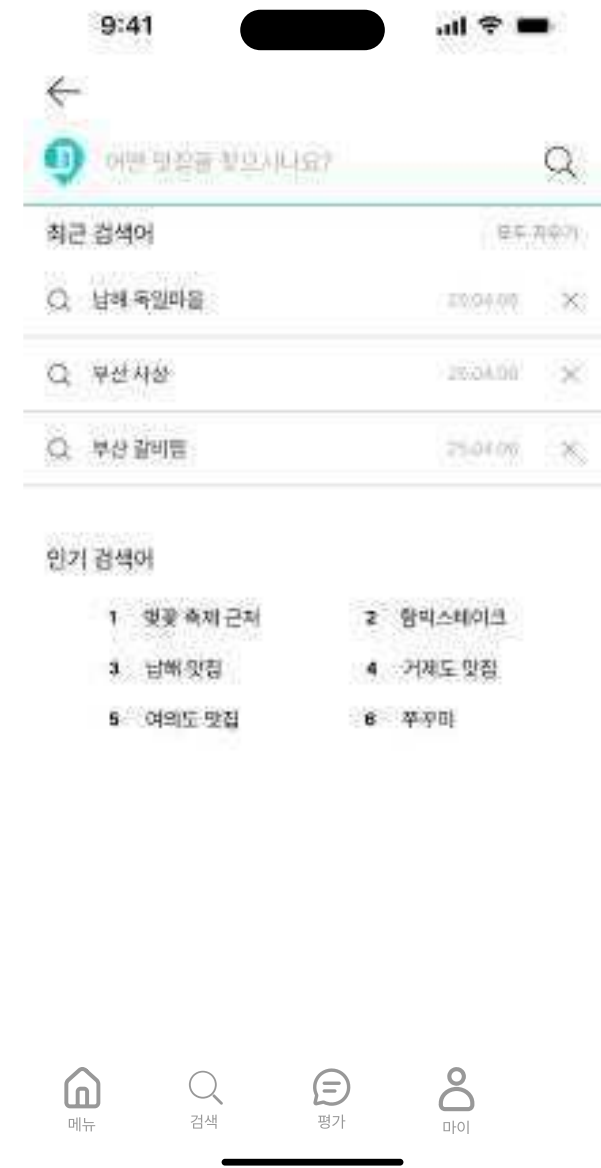 9:41
어떤 맛집을 찾으시나요?
최근 검색어 모두 지우기
남해 독일마을 25.04.06
부산 사상 25.04.06
부산 갈비찜 25.04.06
인기 검색어
1 벚꽃 축제 근처 2 함박스테이크
3 남해 맛집 4 거제도 맛집
5 여의도 맛집 6 쭈꾸미
메뉴 검색 평가 마이